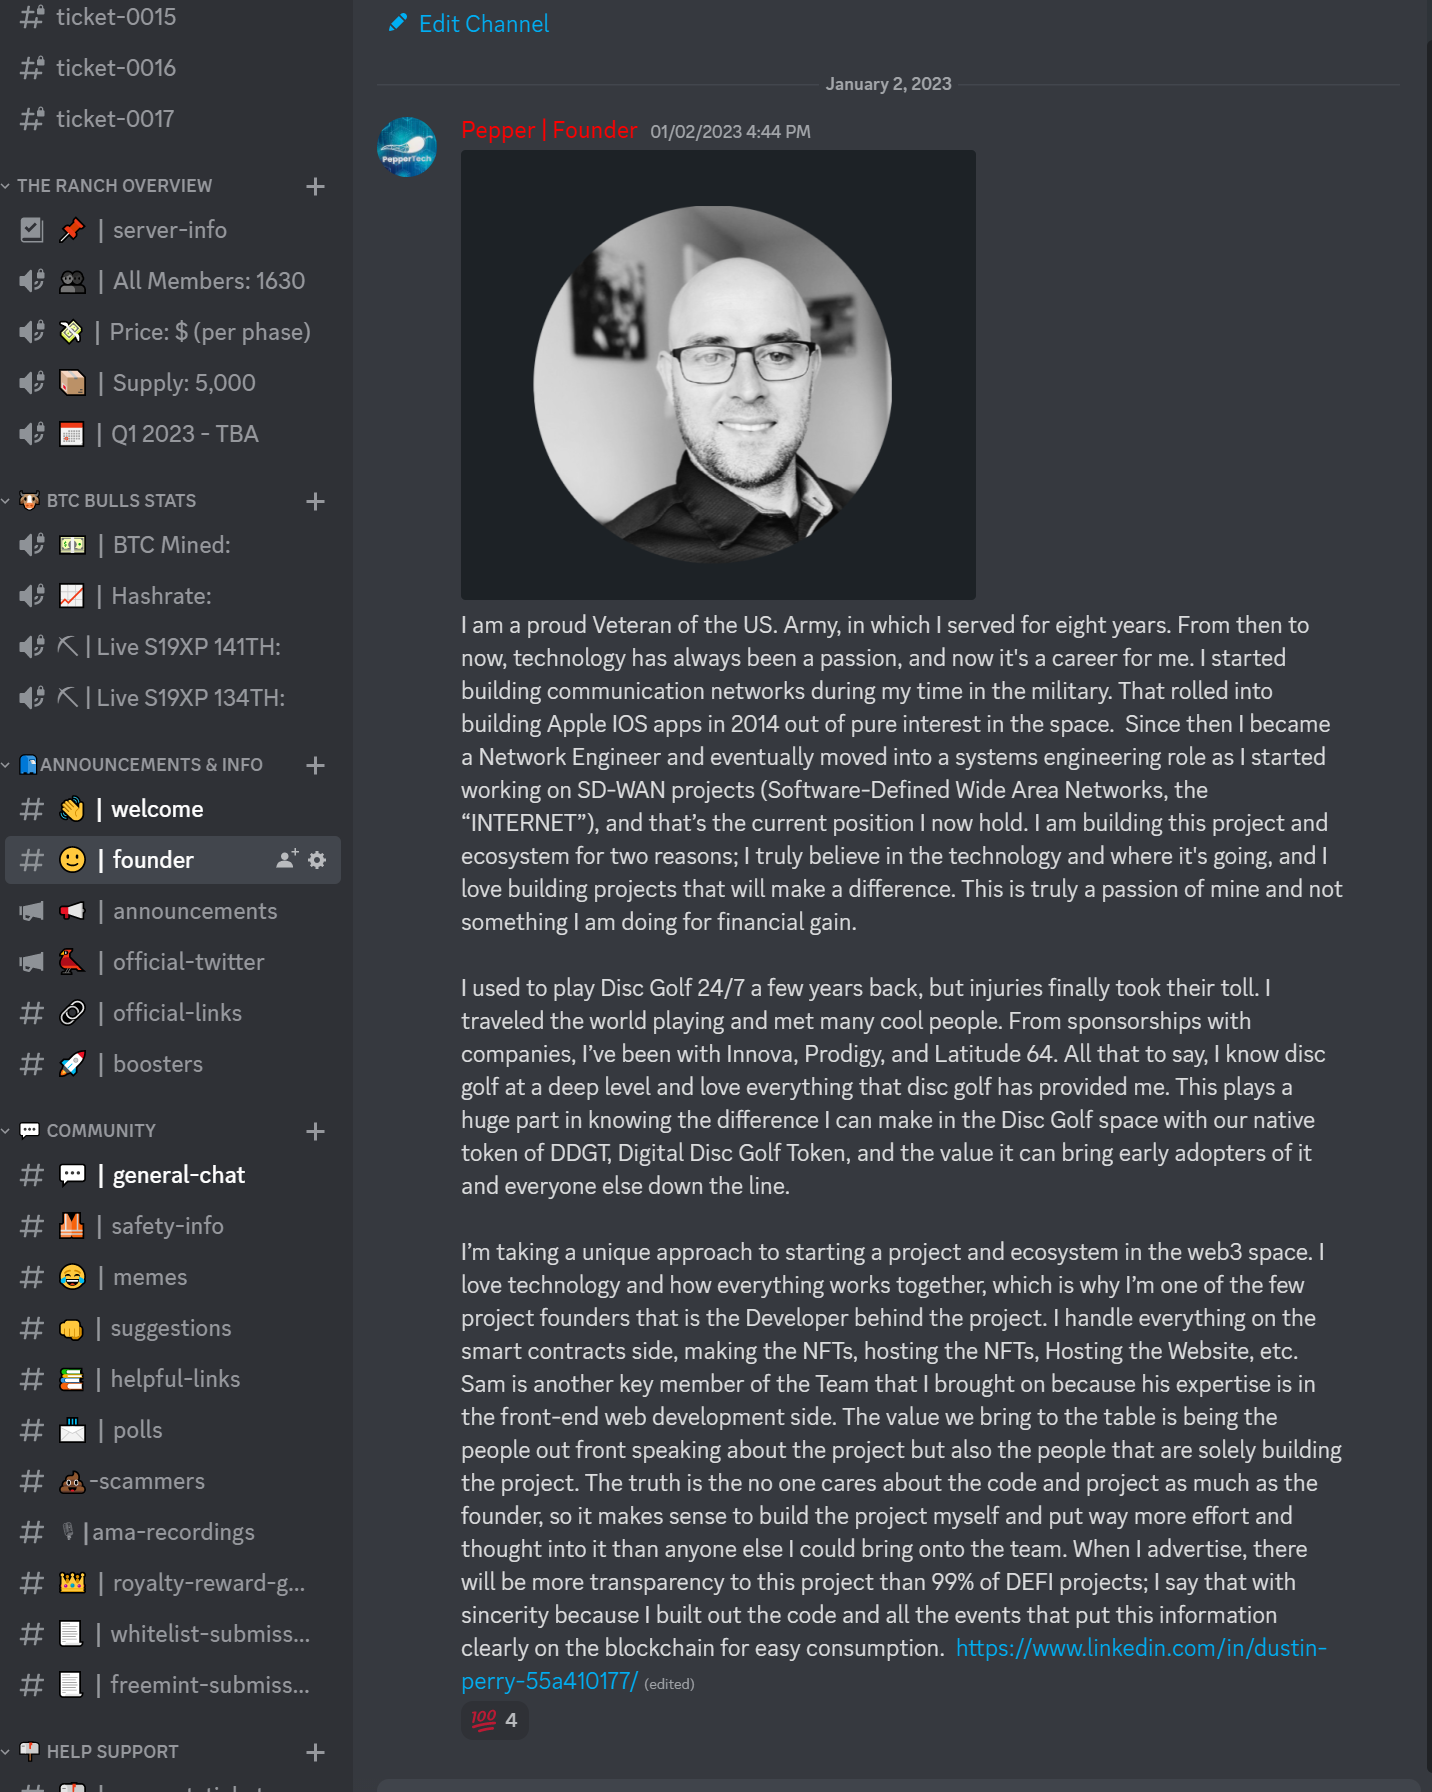 ticket-0015
ticket-0016
ticket-0017
THE RANCH OVERVIEW
| server-info
| All Members: 1630
| Price: $ (per phase)
| Supply: 5,000
| Q1 2023 - TBA
BTC BULLS STATS
| BTC Mined:
| Hashrate:
| Live S19XP 141TH:
| Live S19XP 134TH:
ANNOUNCEMENTS & INFO
| welcome
| founder
| announcements
| official-twitter
| official-links
| boosters
COMMUNITY
| general-chat
| safety-info
| memes
| suggestions
| helpful-links
| polls
-scammers
| ama-recordings
| royalty-reward-g...
| whitelist-submiss...
| freemint-submiss...
HELP SUPPORT
Edit Channel
January 2, 2023
PepperTech
Pepper | Founder 01/02/2023 4:44 PM
I am a proud Veteran of the US. Army, in which I served for eight years. From then to
now, technology has always been a passion, and now it's a career for me. I started
building communication networks during my time in the military. That rolled into
building Apple IOS apps in 2014 out of pure interest in the space.  Since then I became
a Network Engineer and eventually moved into a systems engineering role as I started
working on SD-WAN projects (Software-Defined Wide Area Networks, the
“INTERNET”), and that’s the current position I now hold. I am building this project and
ecosystem for two reasons; I truly believe in the technology and where it's going, and I
love building projects that will make a difference. This is truly a passion of mine and not
something I am doing for financial gain.
I used to play Disc Golf 24/7 a few years back, but injuries finally took their toll. I
traveled the world playing and met many cool people. From sponsorships with
companies, I’ve been with Innova, Prodigy, and Latitude 64. All that to say, I know disc
golf at a deep level and love everything that disc golf has provided me. This plays a
huge part in knowing the difference I can make in the Disc Golf space with our native
token of DDGT, Digital Disc Golf Token, and the value it can bring early adopters of it
and everyone else down the line.
I’m taking a unique approach to starting a project and ecosystem in the web3 space. I
love technology and how everything works together, which is why I’m one of the few
project founders that is the Developer behind the project. I handle everything on the
smart contracts side, making the NFTs, hosting the NFTs, Hosting the Website, etc.
Sam is another key member of the Team that I brought on because his expertise is in
the front-end web development side. The value we bring to the table is being the
people out front speaking about the project but also the people that are solely building
the project. The truth is the no one cares about the code and project as much as the
founder, so it makes sense to build the project myself and put way more effort and
thought into it than anyone else I could bring onto the team. When I advertise, there
will be more transparency to this project than 99% of DEFI projects; I say that with
sincerity because I built out the code and all the events that put this information
clearly on the blockchain for easy consumption.  https://www.linkedin.com/in/dustin-
perry-55a410177/ (edited)
100 4